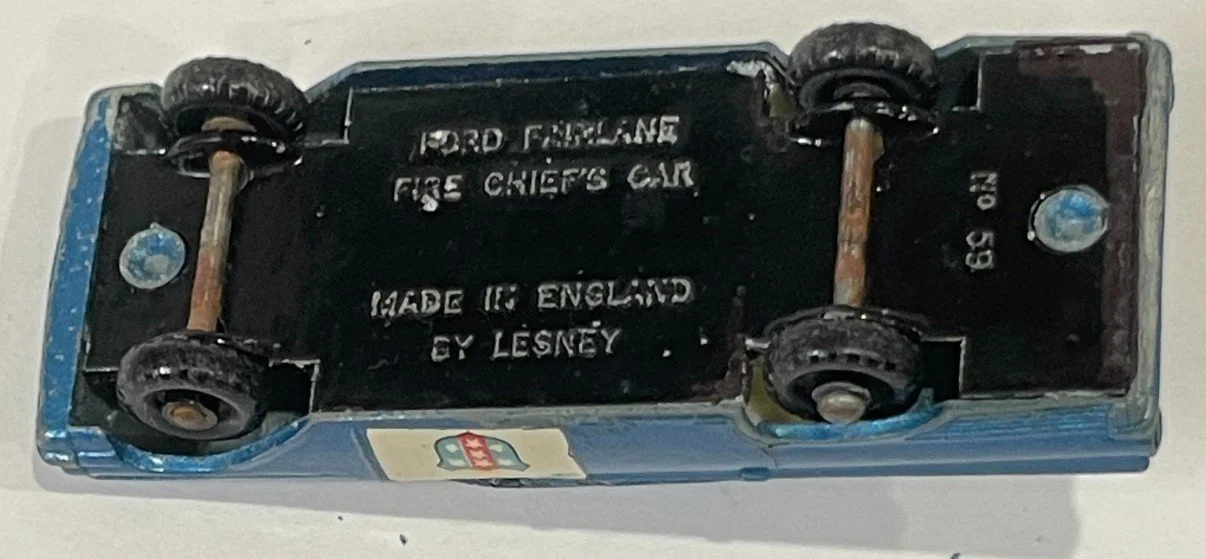 FORD FAIRLANE
FIRE CHIEF'S CAR
MADE IN ENGLAND
BY LESNEY
No 59